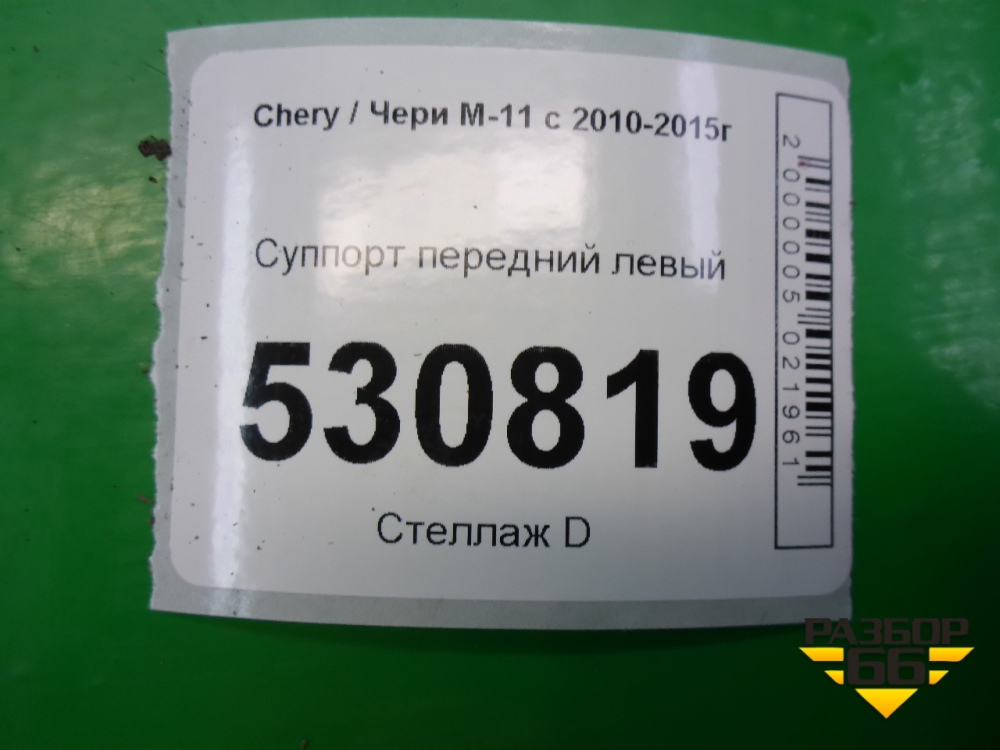 Chery / Чери М-11 с 2010-2015г
Суппорт передний левый
530819
Стеллаж D
2000005021961
РАЗБОР
66